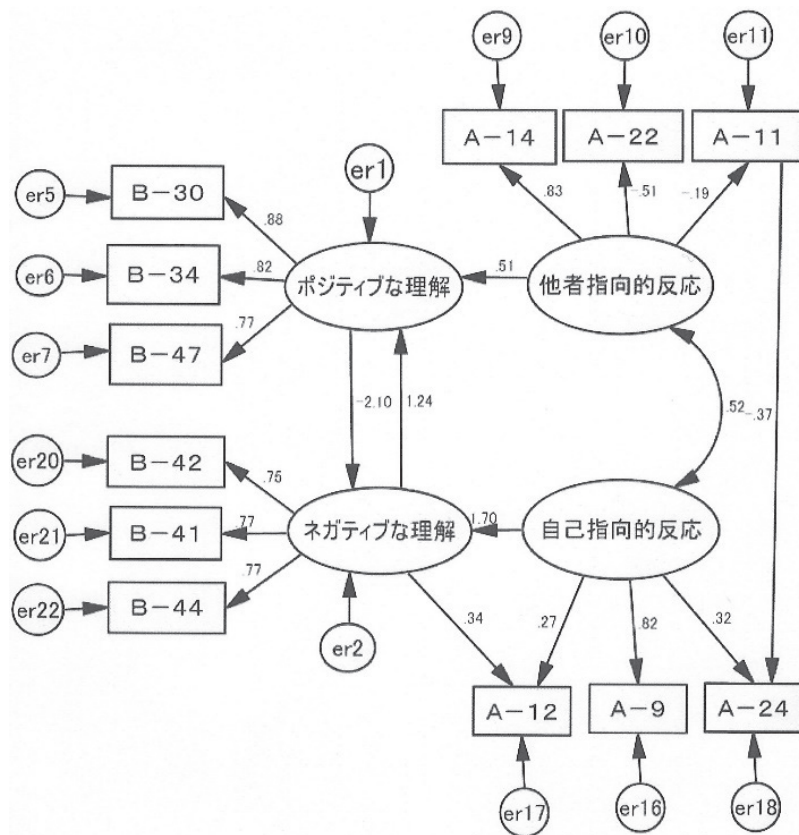 er9
er10
er11
A-14
A-22
A-11
er1
er5
B-30
.88
.83
-.51
-.19
er6
B-34
.82
ポジティブな理解
.51
他者指向的反応
er7
B-47
.77
-2.10
1.24
.52
-.37
er20
B-42
.75
er21
B-41
.77
ネガティブな理解
1.70
自己指向的反応
er22
B-44
.77
er2
.34
.27
.82
.32
A-12
A-9
A-24
er17
er16
er18